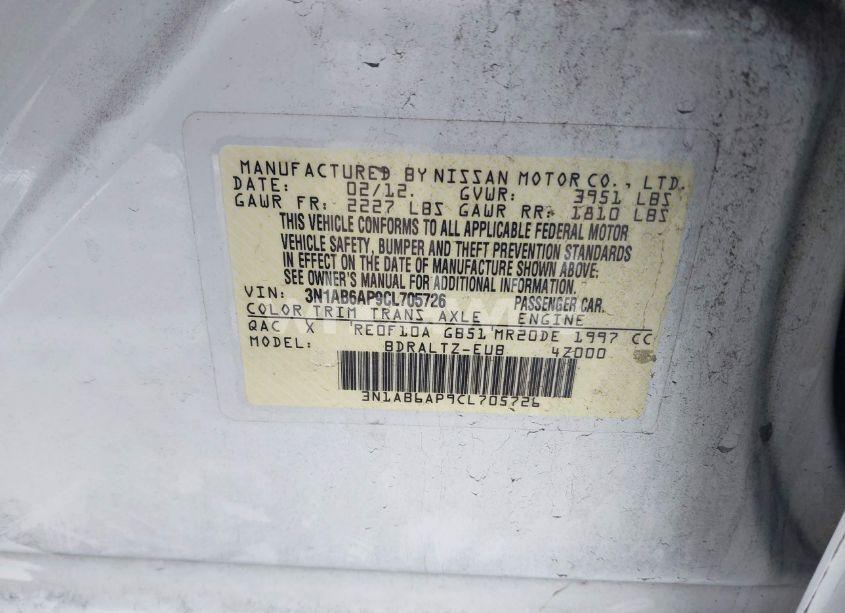 MANUFACTURED BY NISSAN MOTOR CO., LTD.
DATE: 02/12. GVWR: 3951 LBS
GAWR FR: 2227 LBS GAWR RR: 1810 LBS
THIS VEHICLE CONFORMS TO ALL APPLICABLE FEDERAL MOTOR
VEHICLE SAFETY, BUMPER AND THEFT PREVENTION STANDARDS
IN EFFECT ON THE DATE OF MANUFACTURE SHOWN ABOVE.
SEE OWNER'S MANUAL FOR ADDITIONAL INFORMATION.
VIN: 3N1AB6AP9CL705726 PASSENGER CAR.
COLOR TRIM TRANS AXLE ENGINE
QAC X RE0F10A GB51 MR20DE 1997 CC
MODEL: BDRALTZ-EUB 4Z000
3N1AB6AP9CL705726